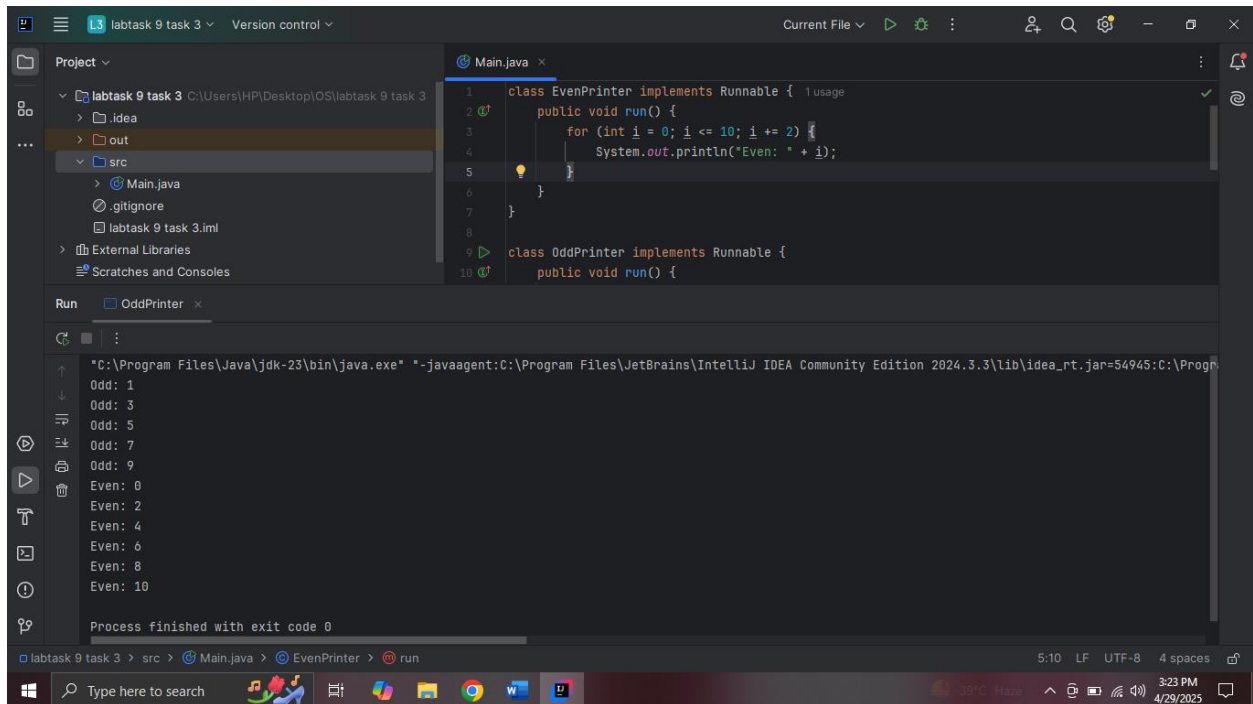 L3 labtask 9 task 3 Version control Current File
Project
labtask 9 task 3 C:\Users\HP\Desktop\OS\labtask 9 task 3
.idea
out
src
Main.java
.gitignore
labtask 9 task 3.iml
External Libraries
Scratches and Consoles
Main.java
1 class EvenPrinter implements Runnable { 1 usage
2 public void run() {
3 for (int i = 0; i <= 10; i += 2) {
4 System.out.println("Even: " + i);
5 }
6 }
7 }
8
9 class OddPrinter implements Runnable {
10 public void run() {
Run OddPrinter
"C:\Program Files\Java\jdk-23\bin\java.exe" "-javaagent:C:\Program Files\JetBrains\IntelliJ IDEA Community Edition 2024.3.3\lib\idea_rt.jar=54945:C:\Progr
Odd: 1
Odd: 3
Odd: 5
Odd: 7
Odd: 9
Even: 0
Even: 2
Even: 4
Even: 6
Even: 8
Even: 10
Process finished with exit code 0
labtask 9 task 3 > src > Main.java > EvenPrinter > run 5:10 LF UTF-8 4 spaces
Type here to search 39°C Haze 3:23 PM
4/29/2025